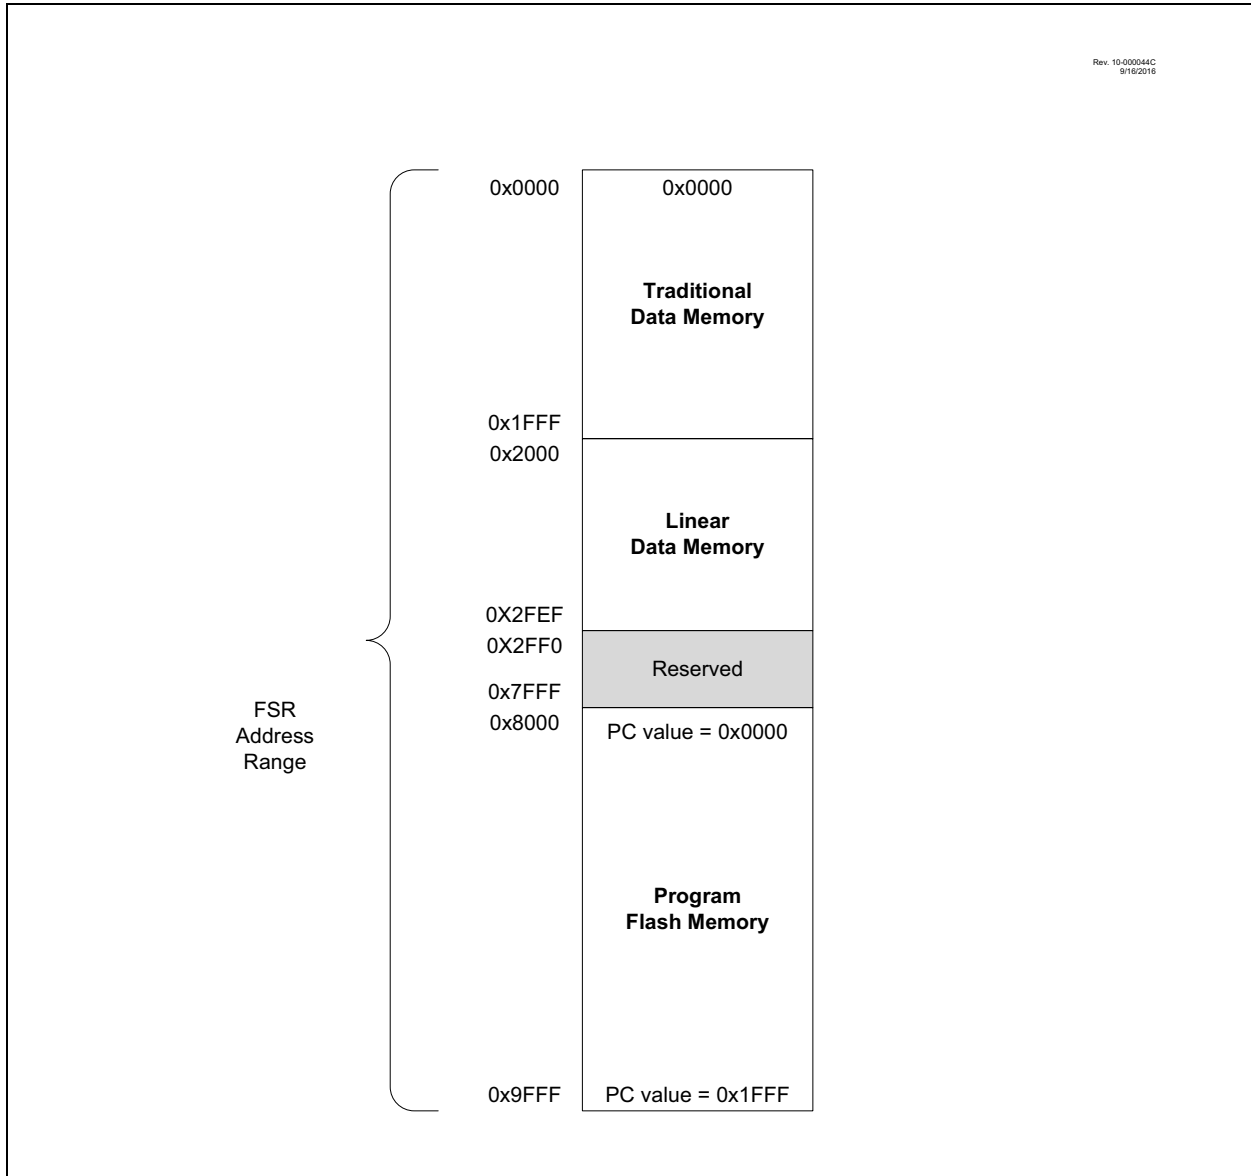 Rev. 10-000044C
9/16/2016
0x0000
0x0000
Traditional
Data Memory
0x1FFF
0x2000
Linear
Data Memory
0X2FEF
0X2FF0
Reserved
0x7FFF
0x8000
PC value = 0x0000
FSR
Address
Range
Program
Flash Memory
0x9FFF
PC value = 0x1FFF